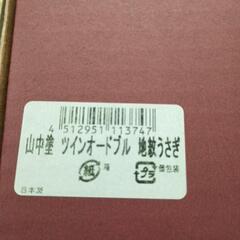 4 512951 113747
山中塗 ツインオードブル 地紋うさぎ
紙 箱 プラ 個包装
日本製